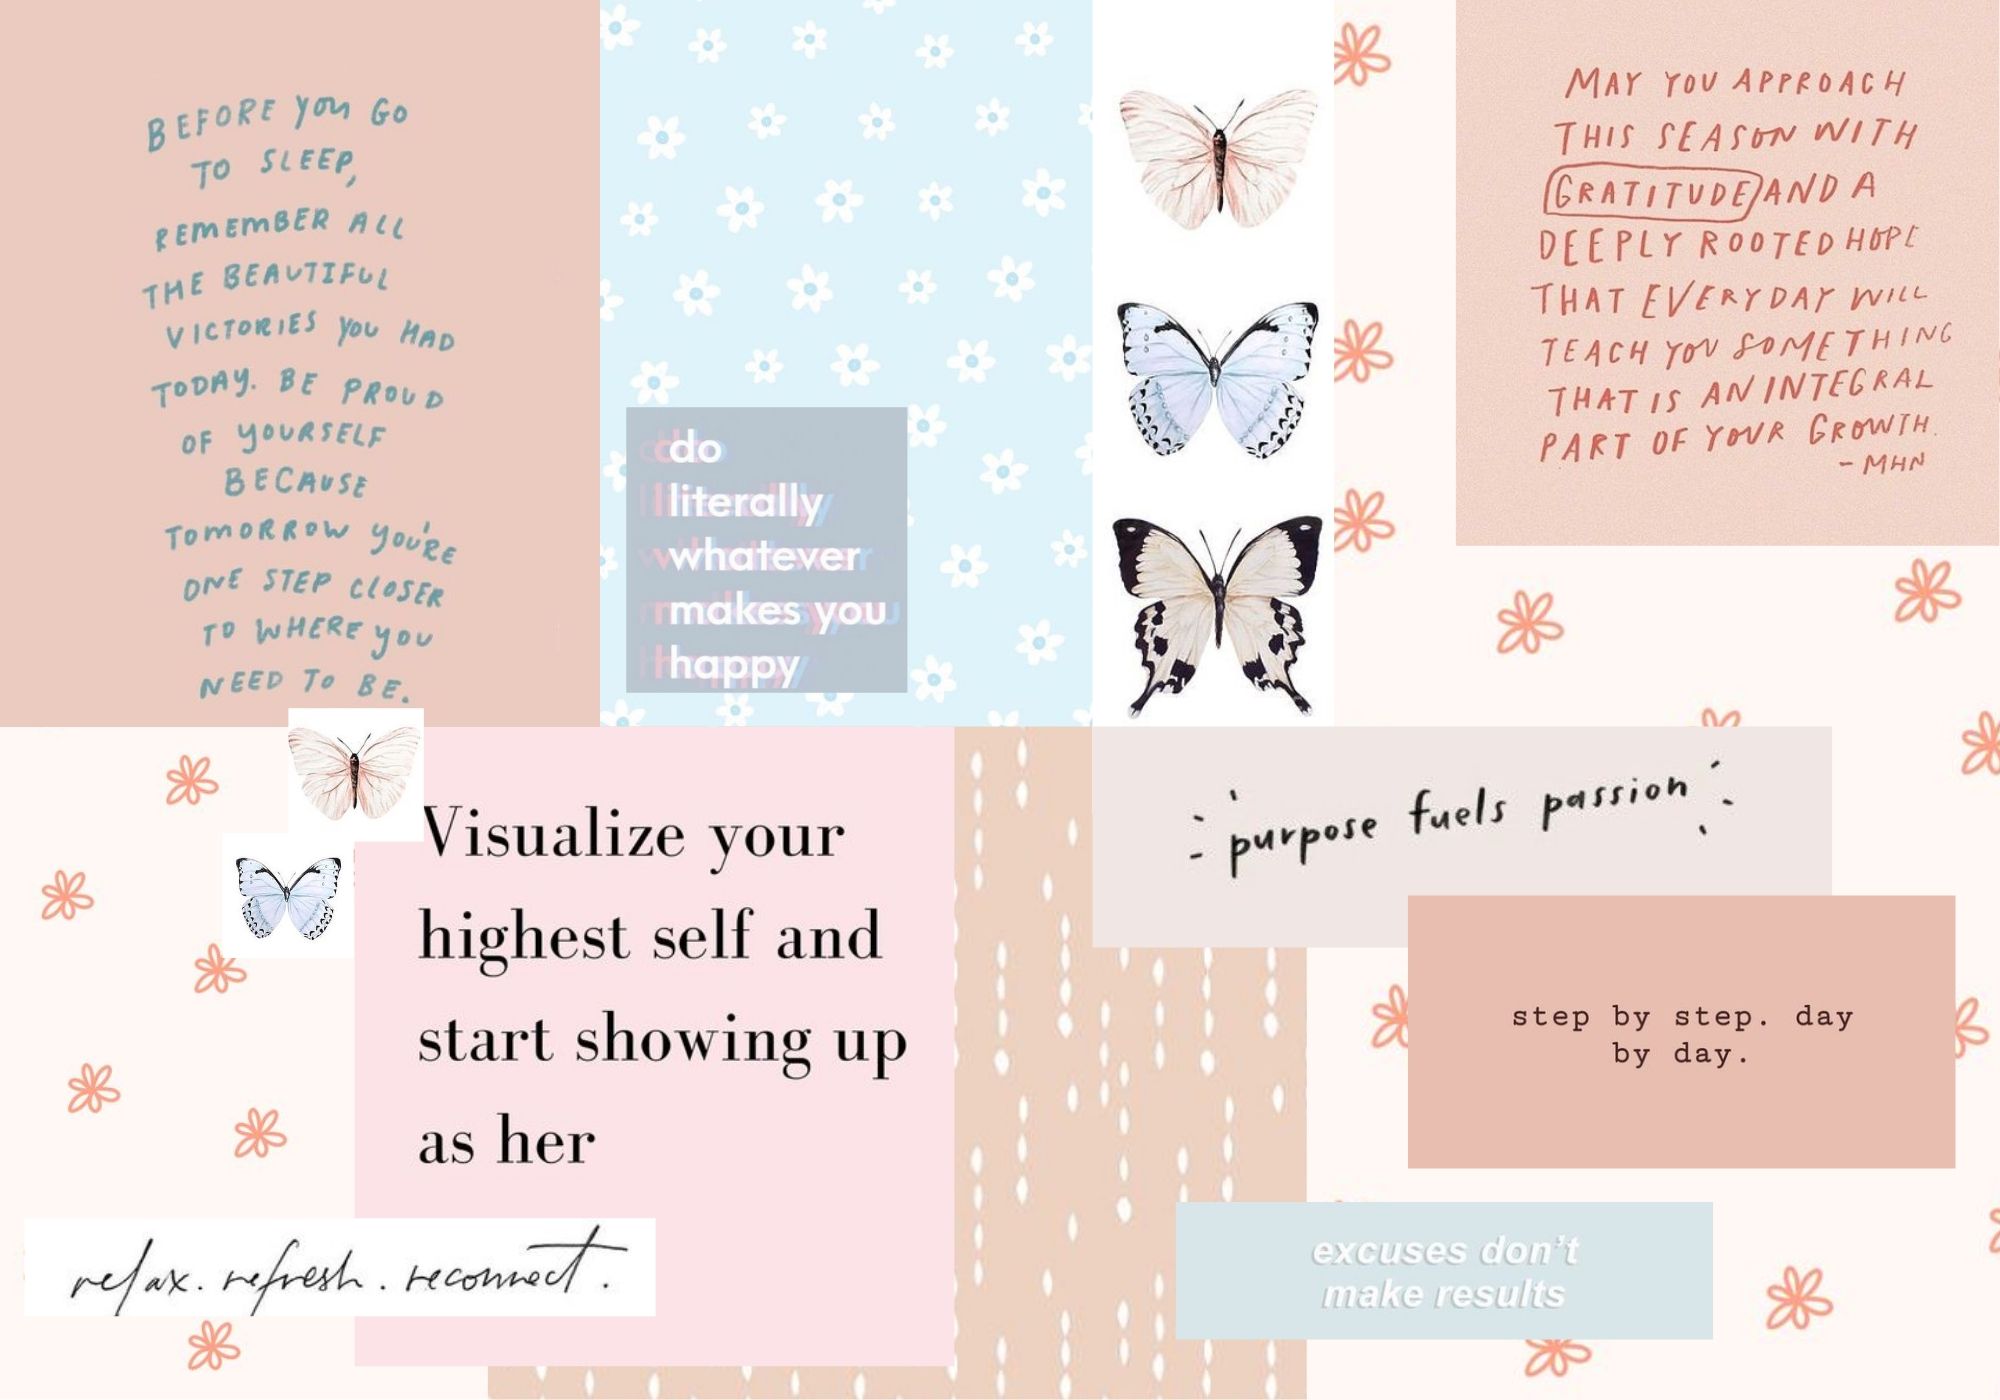 BEFORE you GO
TO SLEEP,
REMEMBER ALL
THE BEAUTIFUL
VICTORIES YOU HAD
TODAY. BE PROUD
OF YOURSELF
BECAUSE
TOMORROW YOU'RE
ONE STEP CLOSER
TO WHERE YOU
NEED TO BE.
do
literally
whatever
makes you
happy
MAY YOU APPROACH
THIS SEASON WITH
GRATITUDE AND A
DEEPLY ROOTED HOPE
THAT EVERYDAY WILL
TEACH YOU SOMETHING
THAT IS AN INTEGRAL
PART OF YOUR GROWTH.
- MHN
Visualize your
highest self and
start showing up
as her
purpose fuels passion
step by step. day
by day.
relax. refresh. reconnect.
excuses don't
make results